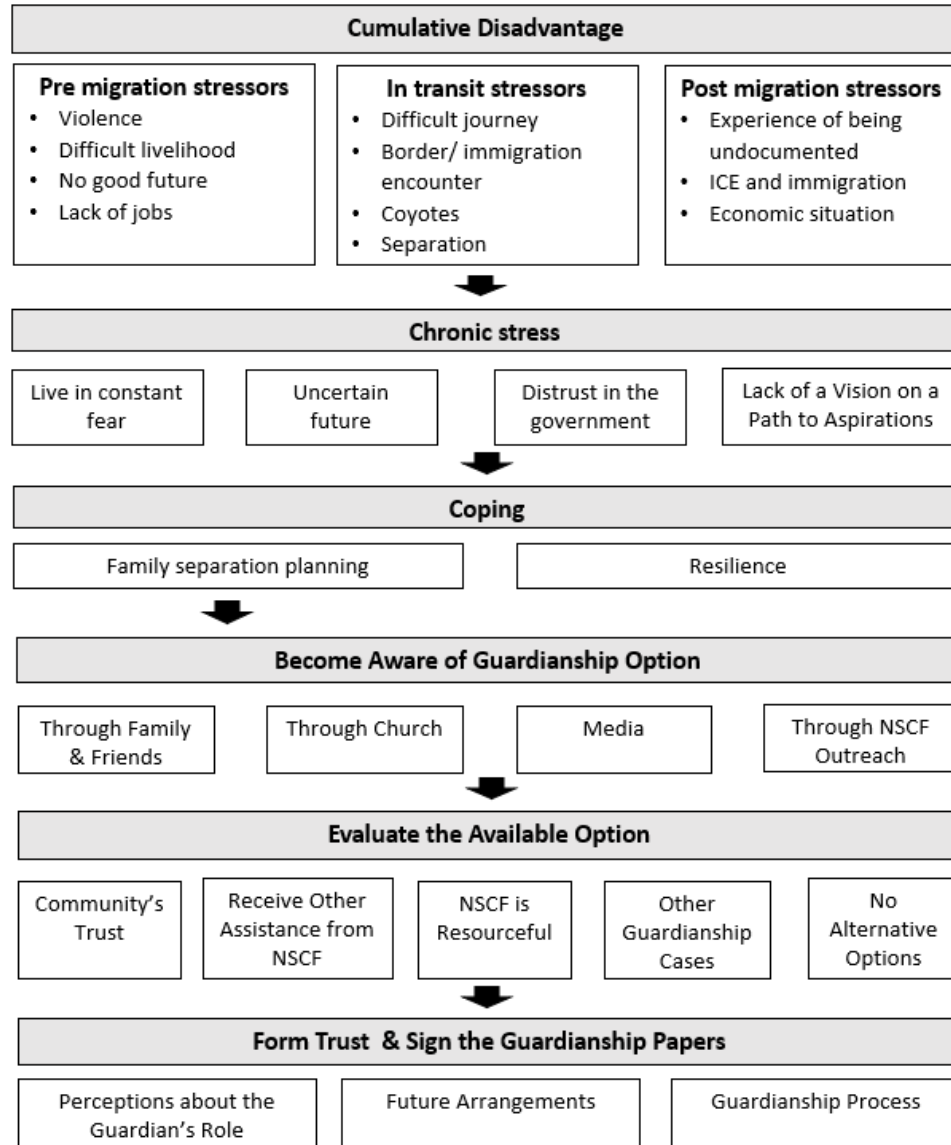 Cumulative Disadvantage
Pre migration stressors
• Violence
• Difficult livelihood
• No good future
• Lack of jobs
In transit stressors
• Difficult journey
• Border/ immigration
encounter
• Coyotes
• Separation
Post migration stressors
• Experience of being
undocumented
• ICE and immigration
• Economic situation
Chronic stress
Live in constant
fear
Uncertain
future
Distrust in the
government
Lack of a Vision on a
Path to Aspirations
Coping
Family separation planning
Resilience
Become Aware of Guardianship Option
Through Family
& Friends
Through Church
Media
Through NSCF
Outreach
Evaluate the Available Option
Community's
Trust
Receive Other
Assistance from
NSCF
NSCF is
Resourceful
Other
Guardianship
Cases
No
Alternative
Options
Form Trust & Sign the Guardianship Papers
Perceptions about the
Guardian's Role
Future Arrangements
Guardianship Process